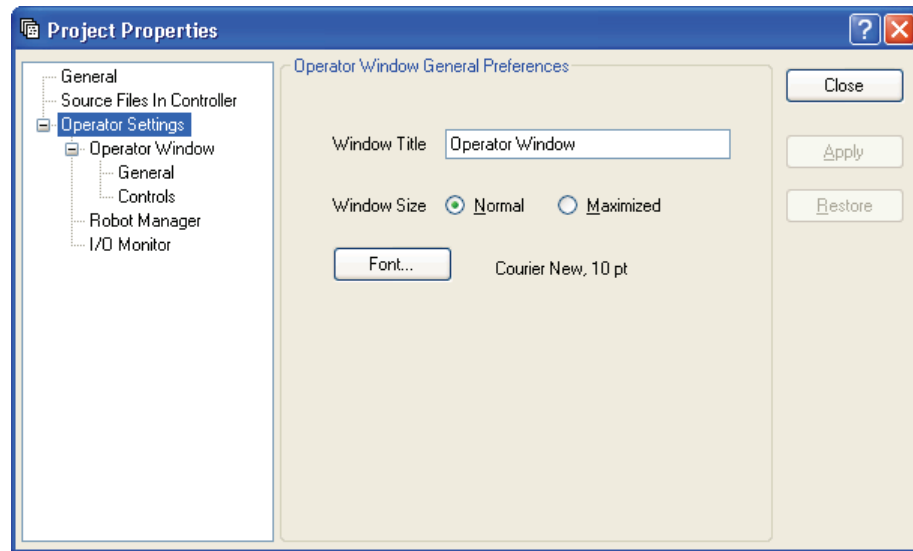 Project Properties
General
Source Files In Controller
Operator Settings
Operator Window
General
Controls
Robot Manager
I/O Monitor
Operator Window General Preferences
Window Title
Operator Window
Window Size
Normal
Maximized
Font...
Courier New, 10 pt
Close
Apply
Restore